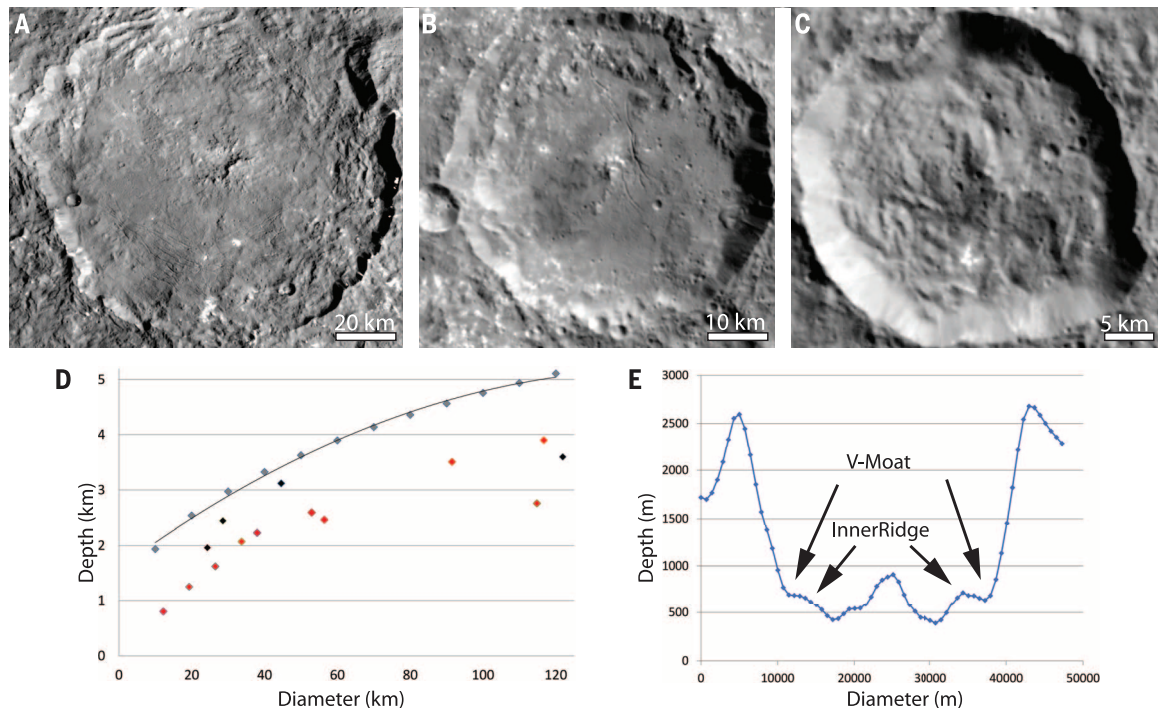 A
B
C
20 km
10 km
5 km
D
5
4
3
2
1
0
Depth (km)
0
20
40
60
80
100
120
Diameter (km)
E
3000
2500
2000
1500
1000
500
0
Depth (m)
V-Moat
InnerRidge
0
10000
20000
30000
40000
50000
Diameter (m)